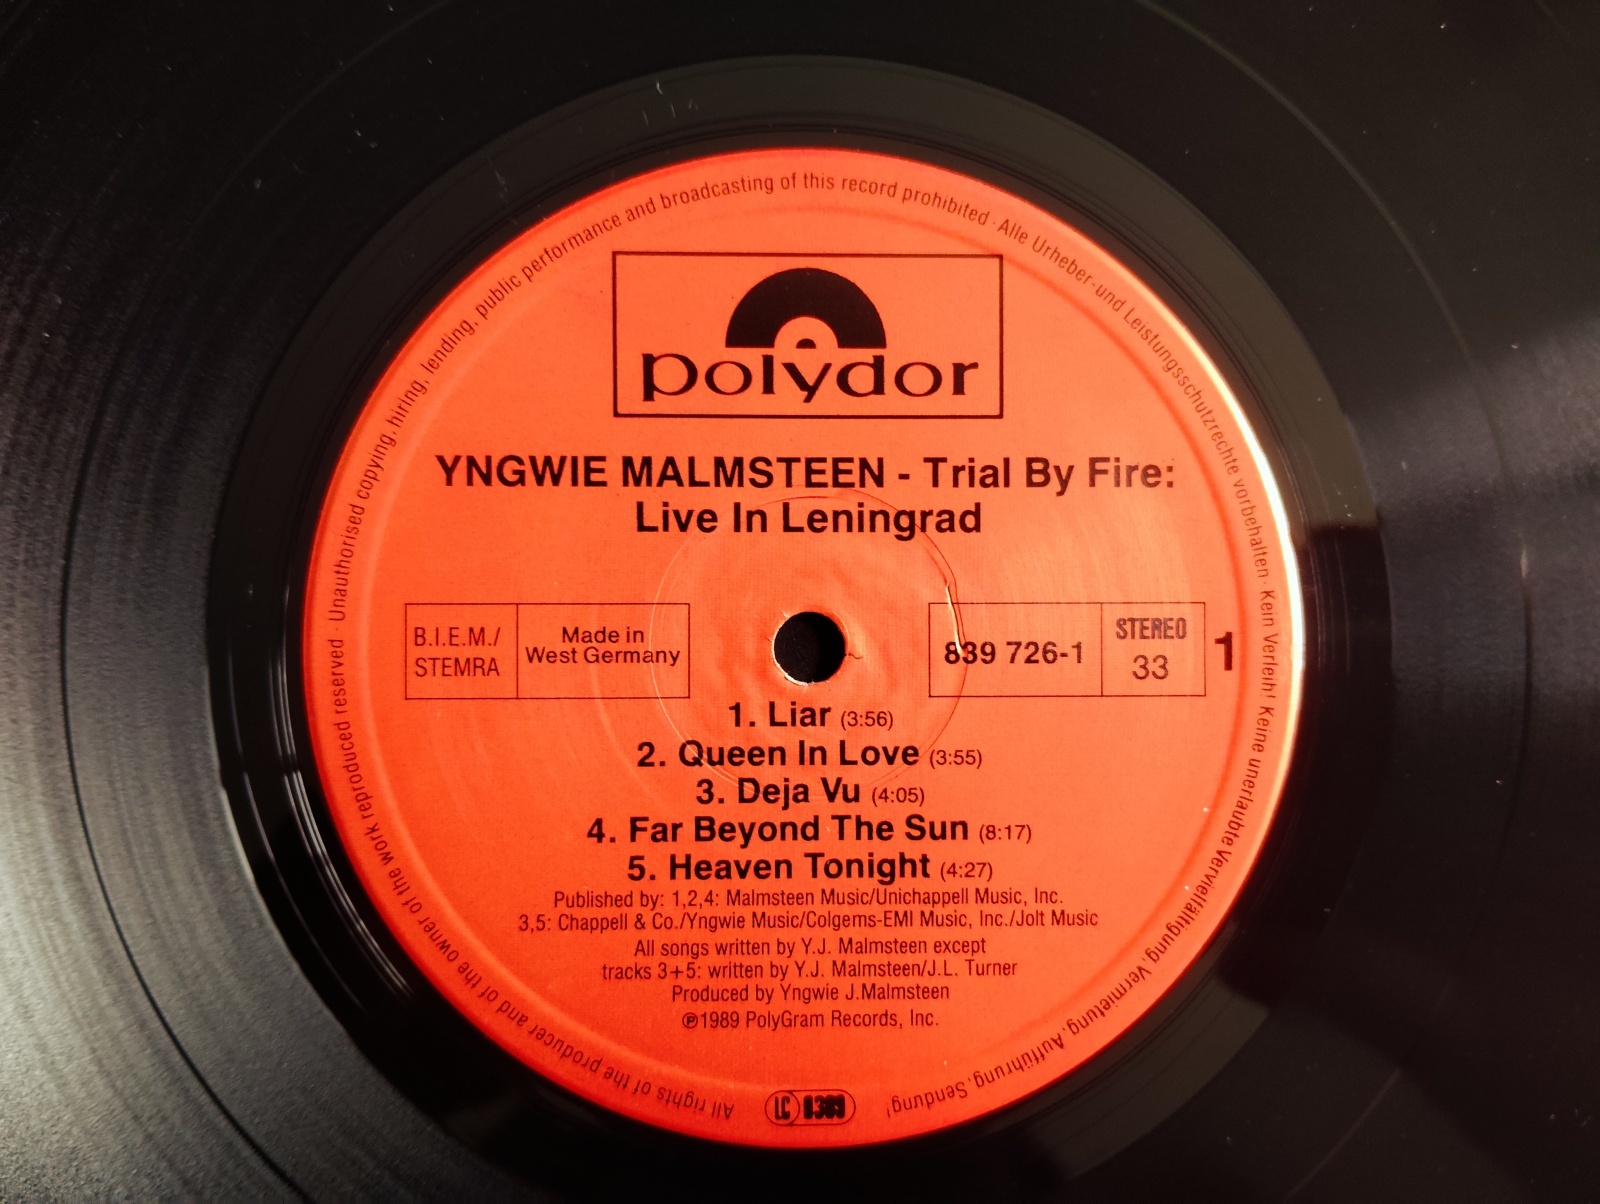 All rights of the producer and of the owner of the work reproduced reserved · Unauthorised copying, hiring, lending, public performance and broadcasting of this record prohibited · Alle Urheber- und Leistungsschutzrechte vorbehalten · Kein Verleih! Keine unerlaubte Vervielfältigung, Vermietung, Aufführung, Sendung!
polydor
YNGWIE MALMSTEEN - Trial By Fire:
Live In Leningrad
B.I.E.M./
STEMRA
Made in
West Germany
839 726-1
STEREO
33
1
1. Liar (3:56)
2. Queen In Love (3:55)
3. Deja Vu (4:05)
4. Far Beyond The Sun (8:17)
5. Heaven Tonight (4:27)
Published by: 1,2,4: Malmsteen Music/Unichappell Music, Inc.
3,5: Chappell & Co./Yngwie Music/Colgems-EMI Music, Inc./Jolt Music
All songs written by Y.J. Malmsteen except
tracks 3+5: written by Y.J. Malmsteen/J.L. Turner
Produced by Yngwie J.Malmsteen
℗1989 PolyGram Records, Inc.
LC 0309